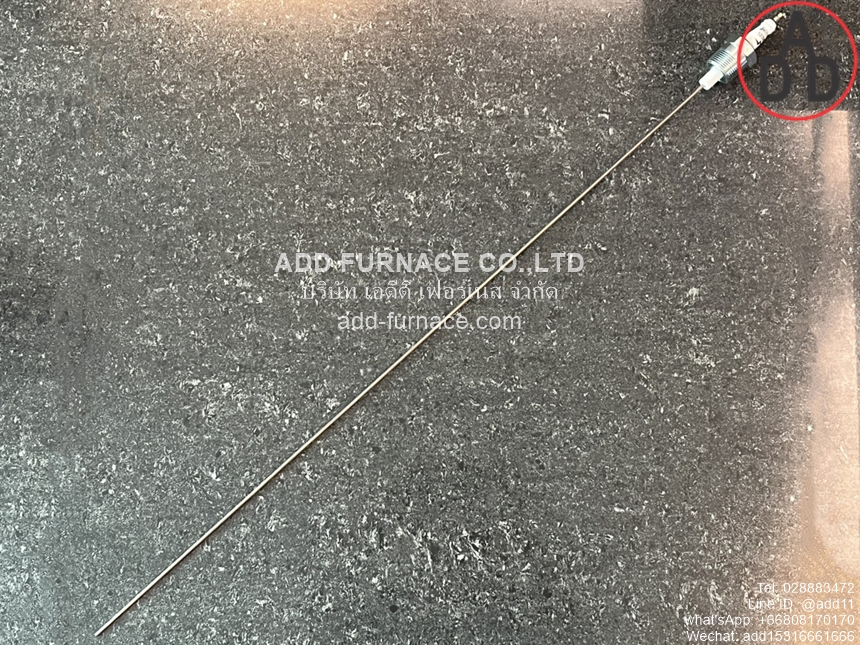 ADD
ADD-FURNACE CO.,LTD
บริษัท เอดีดี เฟอร์เนส จำกัด
add-furnace.com
Tel. 028883472
Line ID: @add11
whatsApp: +66808170170
Wechat: add15316661666